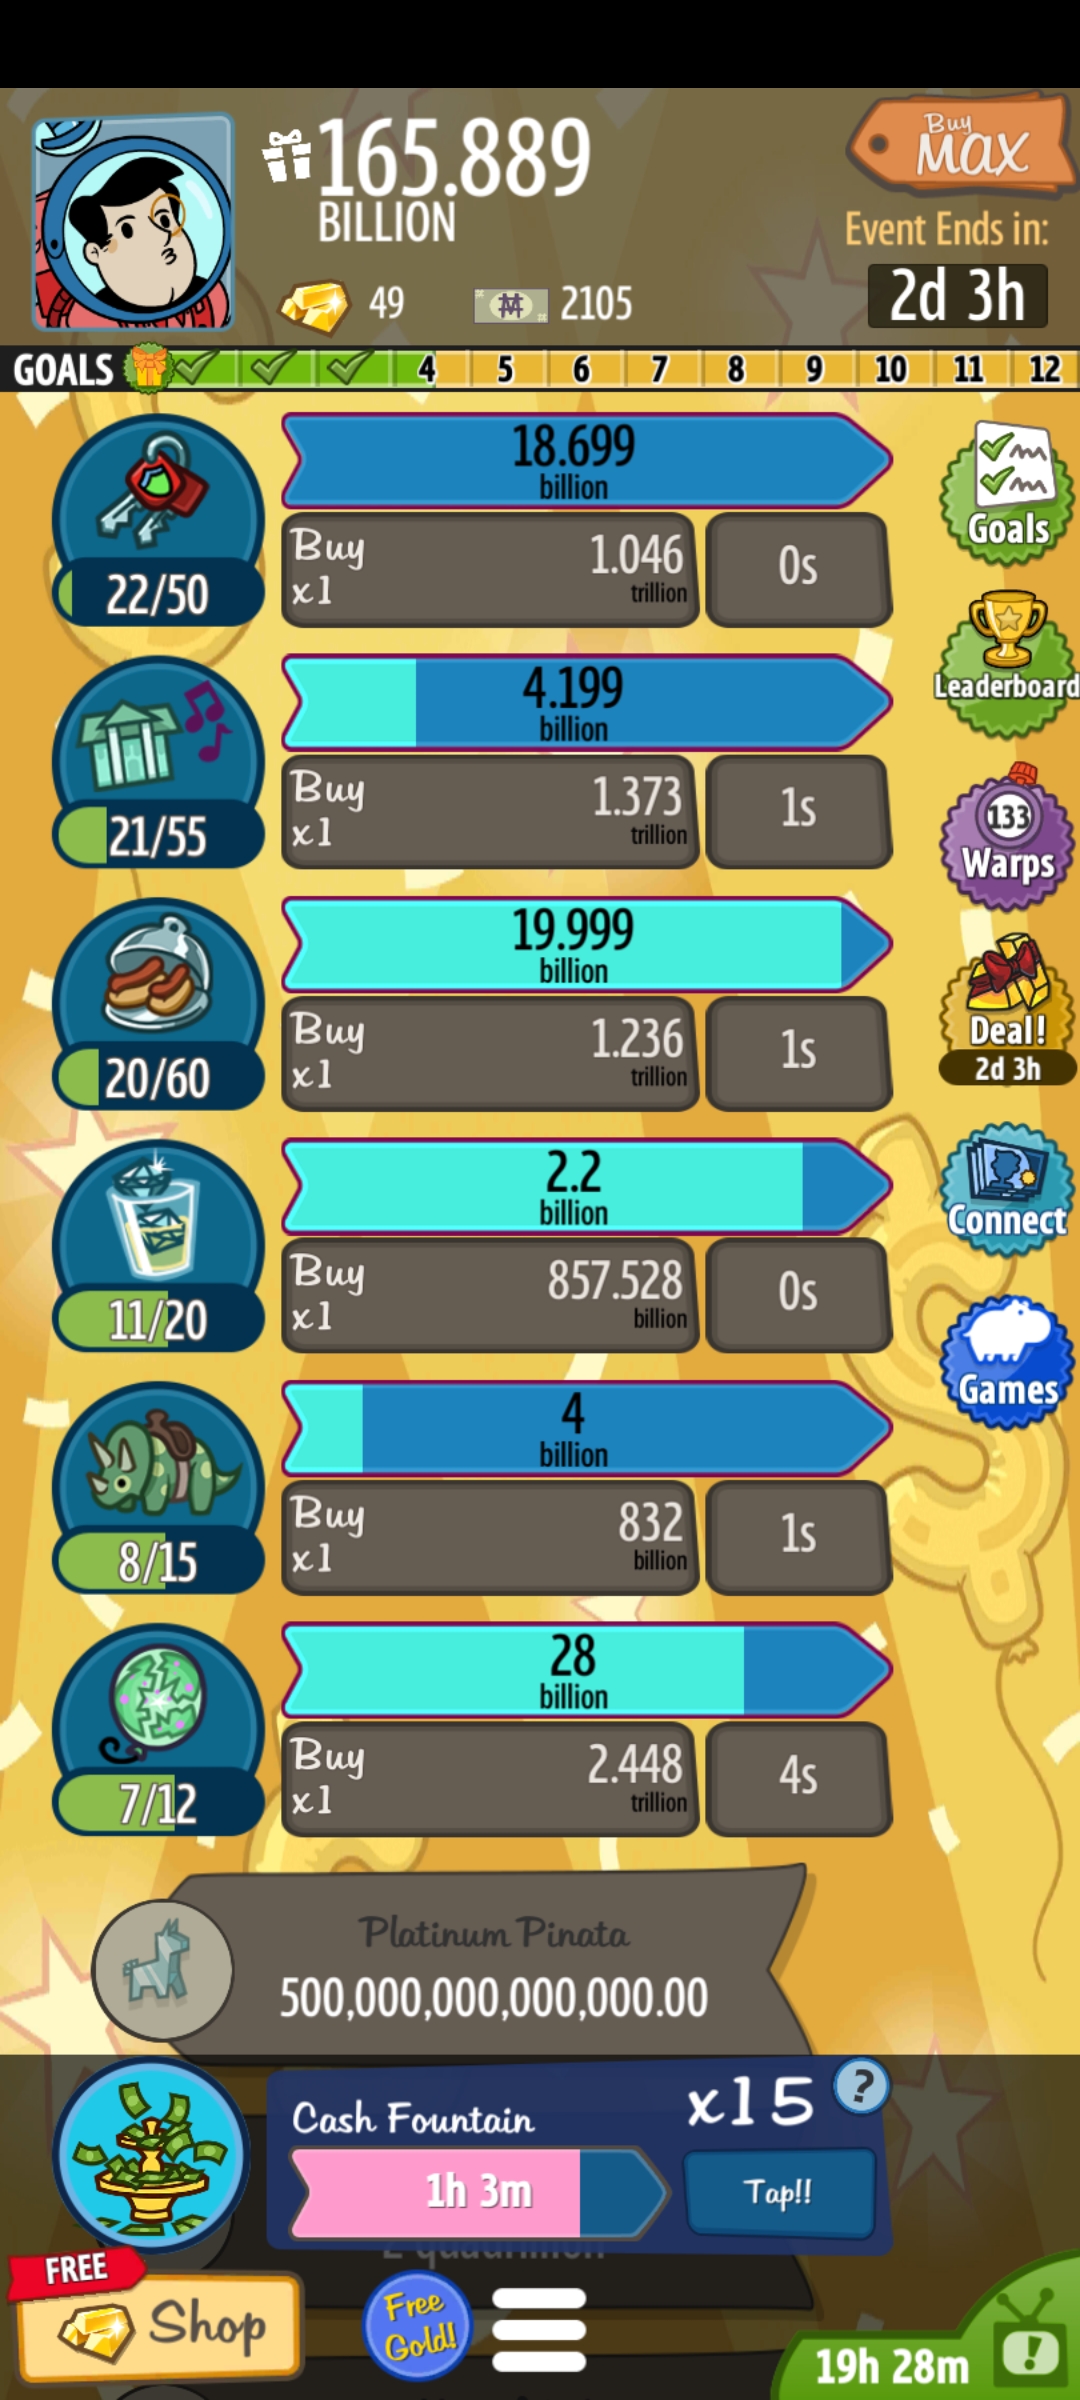 165.889
BILLION
Buy
MAX
Event Ends in:
49
2105
2d 3h
GOALS 4 5 6 7 8 9 10 11 12
18.699
billion
Buy
x1
1.046
trillion
0s
22/50
Goals
4.199
billion
Buy
x1
1.373
trillion
1s
21/55
Leaderboard
133
Warps
19.999
billion
Buy
x1
1.236
trillion
1s
20/60
Deal!
2d 3h
2.2
billion
Buy
x1
857.528
billion
0s
11/20
Connect
4
billion
Buy
x1
832
billion
1s
8/15
Games
28
billion
Buy
x1
2.448
trillion
4s
7/12
Platinum Pinata
500,000,000,000,000.00
Cash Fountain
x15
?
1h 3m
Tap!!
2 quadrillion
FREE
Shop
Free
Gold!
19h 28m
!